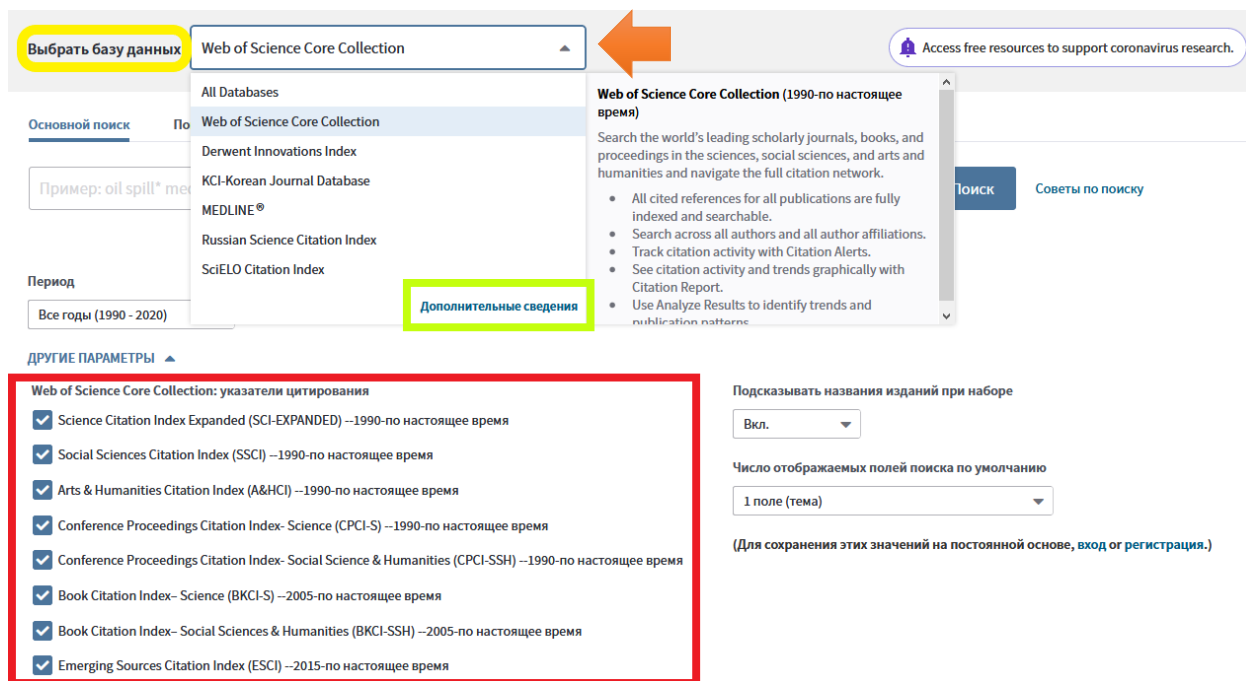 Выбрать базу данных
Web of Science Core Collection
Access free resources to support coronavirus research.
All Databases
Web of Science Core Collection
Derwent Innovations Index
KCI-Korean Journal Database
MEDLINE®
Russian Science Citation Index
SciELO Citation Index
Дополнительные сведения
Web of Science Core Collection (1990-по настоящее
время)
Search the world's leading scholarly journals, books, and
proceedings in the sciences, social sciences, and arts and
humanities and navigate the full citation network.
All cited references for all publications are fully
indexed and searchable.
Search across all authors and all author affiliations.
Track citation activity with Citation Alerts.
See citation activity and trends graphically with
Citation Report.
Use Analyze Results to identify trends and
publication patterns
Основной поиск По
Пример: oil spill* med
Поиск
Советы по поиску
Период
Все годы (1990 - 2020)
ДРУГИЕ ПАРАМЕТРЫ
Web of Science Core Collection: указатели цитирования
Science Citation Index Expanded (SCI-EXPANDED) --1990-по настоящее время
Social Sciences Citation Index (SSCI) --1990-по настоящее время
Arts & Humanities Citation Index (A&HCI) --1990-по настоящее время
Conference Proceedings Citation Index- Science (CPCI-S) --1990-по настоящее время
Conference Proceedings Citation Index- Social Science & Humanities (CPCI-SSH) --1990-по настоящее время
Book Citation Index– Science (BKCI-S) --2005-по настоящее время
Book Citation Index– Social Sciences & Humanities (BKCI-SSH) --2005-по настоящее время
Emerging Sources Citation Index (ESCI) --2015-по настоящее время
Подсказывать названия изданий при наборе
Вкл.
Число отображаемых полей поиска по умолчанию
1 поле (тема)
(Для сохранения этих значений на постоянной основе, вход or регистрация.)